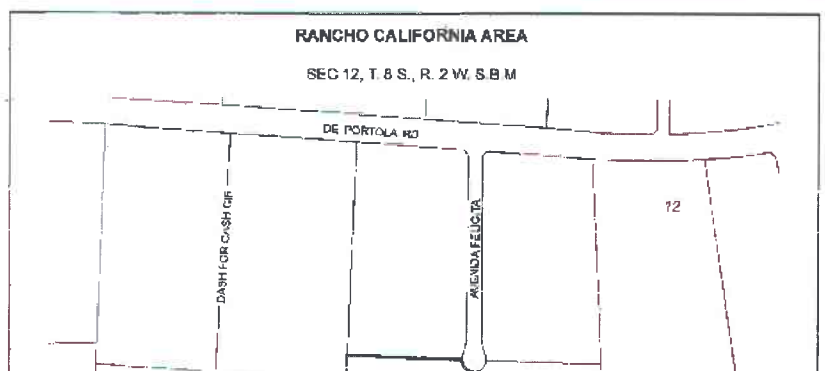 RANCHO CALIFORNIA AREA
SEC 12, T. 8 S., R. 2 W. S.B.M
DE PORTOLA RD
DASH FOR CASH CIR
AVENIDA FELICITA
12